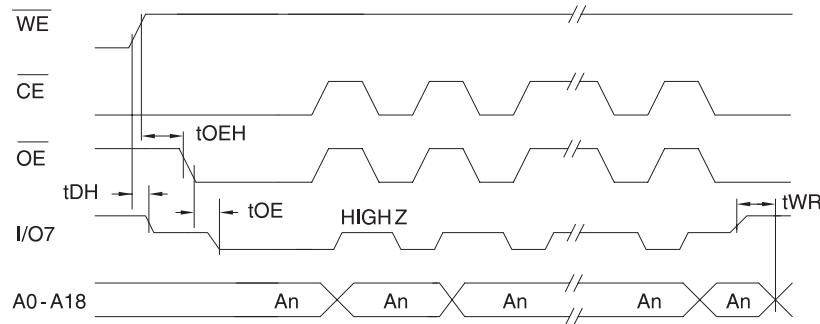 WE
CE
tOEH
OE
tDH
tOE
HIGH Z
tWR
I/O7
A0 - A18 An An An An An